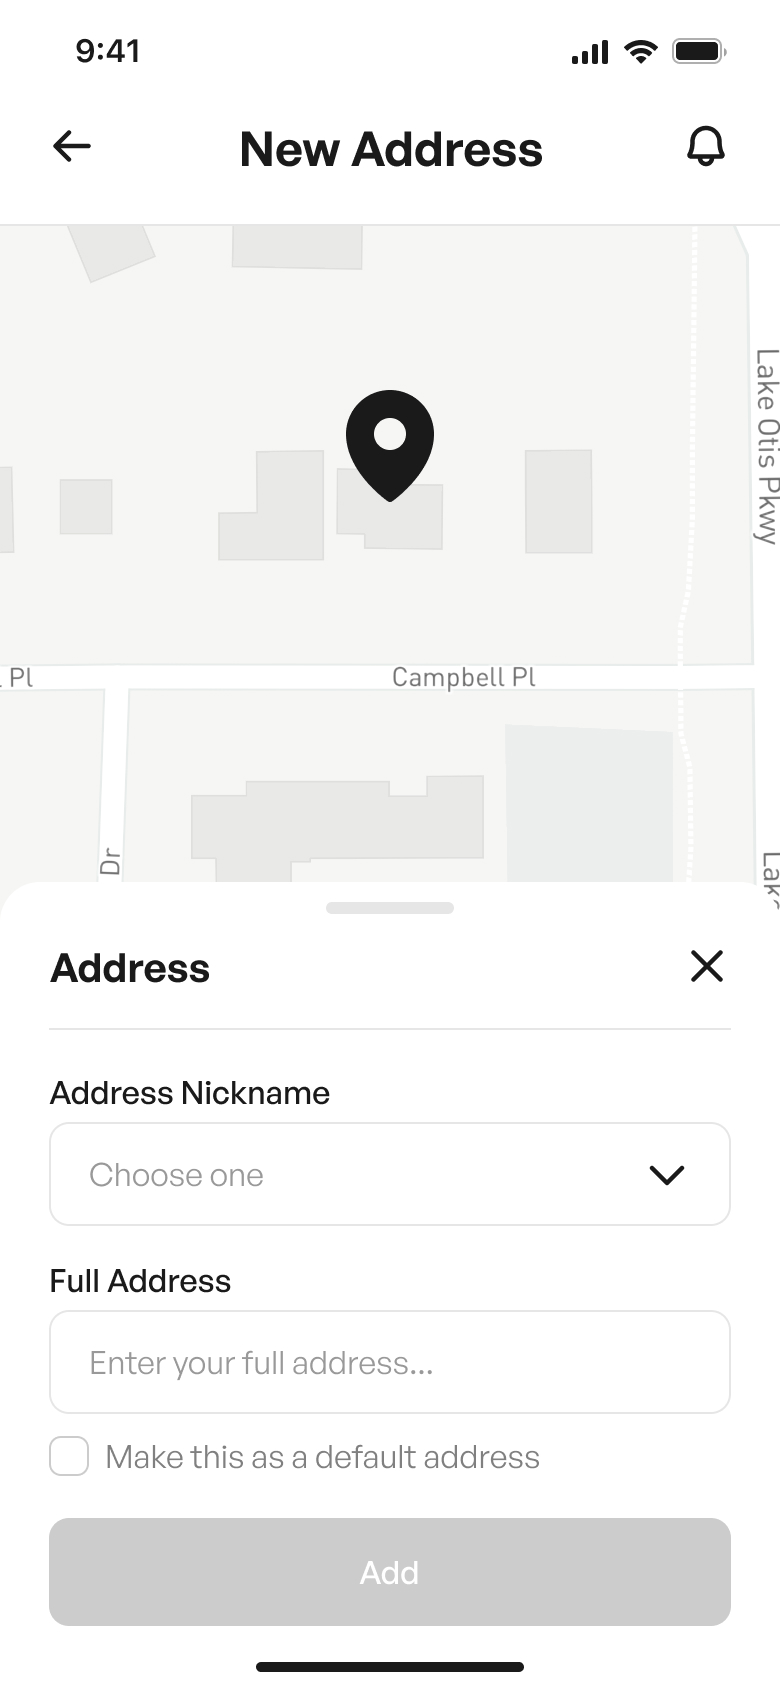 9:41
New Address
Lake Otis Pkwy
Pl
Campbell Pl
Dr
Address
Address Nickname
Choose one
Full Address
Enter your full address...
Make this as a default address
Add